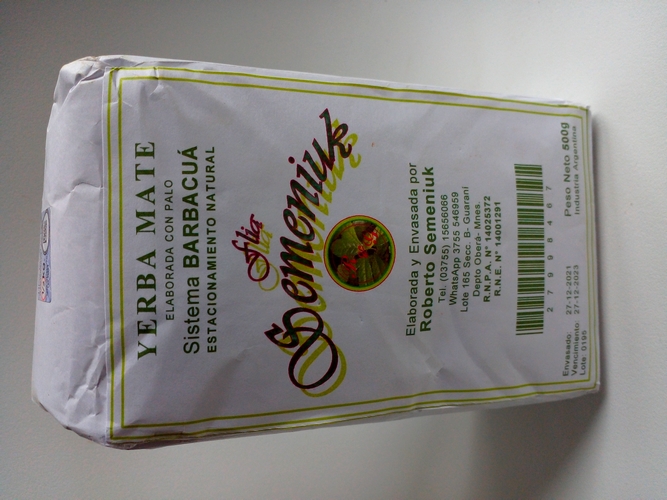 YERBA MATE
ELABORADA CON PALO
Sistema BARBACUÁ
ESTACIONAMIENTO NATURAL
Flia
Semeniuk
Elaborada y Envasada por
Roberto Semeniuk
Tel. (03755) 15656066
WhatsApp 3755 546959
Lote 165 Secc. B- Guaraní
Depto Oberá- Mnes.
R.N.P.A. N° 14025372
R.N.E. N° 14001291
2 7 9 9 8 4 6 7
Envasado: 27-12-2021
Vencimiento: 27-12-2023
Lote: 0195
Peso Neto 500g
Industria Argentina